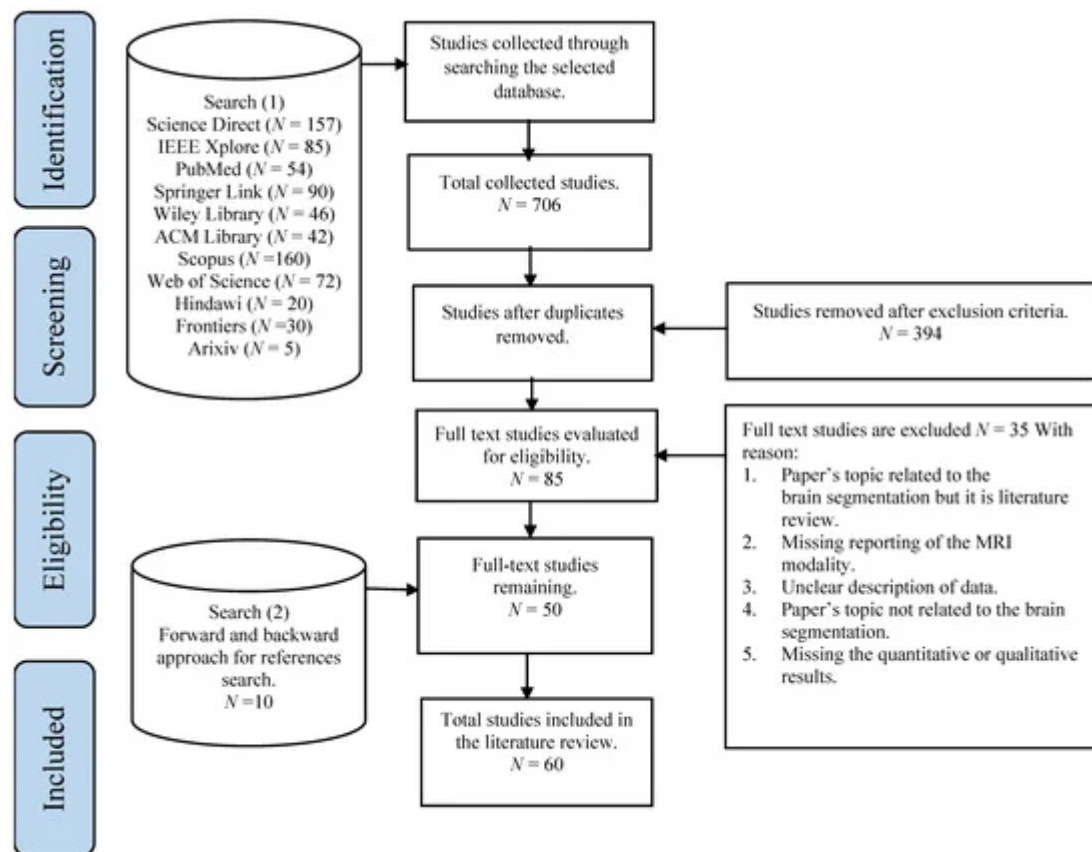 Identification
Screening
Eligibility
Included
Search (1)
Science Direct (N = 157)
IEEE Xplore (N = 85)
PubMed (N = 54)
Springer Link (N = 90)
Wiley Library (N = 46)
ACM Library (N = 42)
Scopus (N =160)
Web of Science (N = 72)
Hindawi (N = 20)
Frontiers (N =30)
Arixiv (N = 5)
Studies collected through
searching the selected
database.
Total collected studies.
N = 706
Studies after duplicates
removed.
Studies removed after exclusion criteria.
N = 394
Full text studies evaluated
for eligibility.
N = 85
Full text studies are excluded N = 35 With
reason:
1. Paper's topic related to the
brain segmentation but it is literature
review.
2. Missing reporting of the MRI
modality.
3. Unclear description of data.
4. Paper's topic not related to the brain
segmentation.
5. Missing the quantitative or qualitative
results.
Search (2)
Forward and backward
approach for references
search.
N =10
Full-text studies
remaining.
N = 50
Total studies included in
the literature review.
N = 60